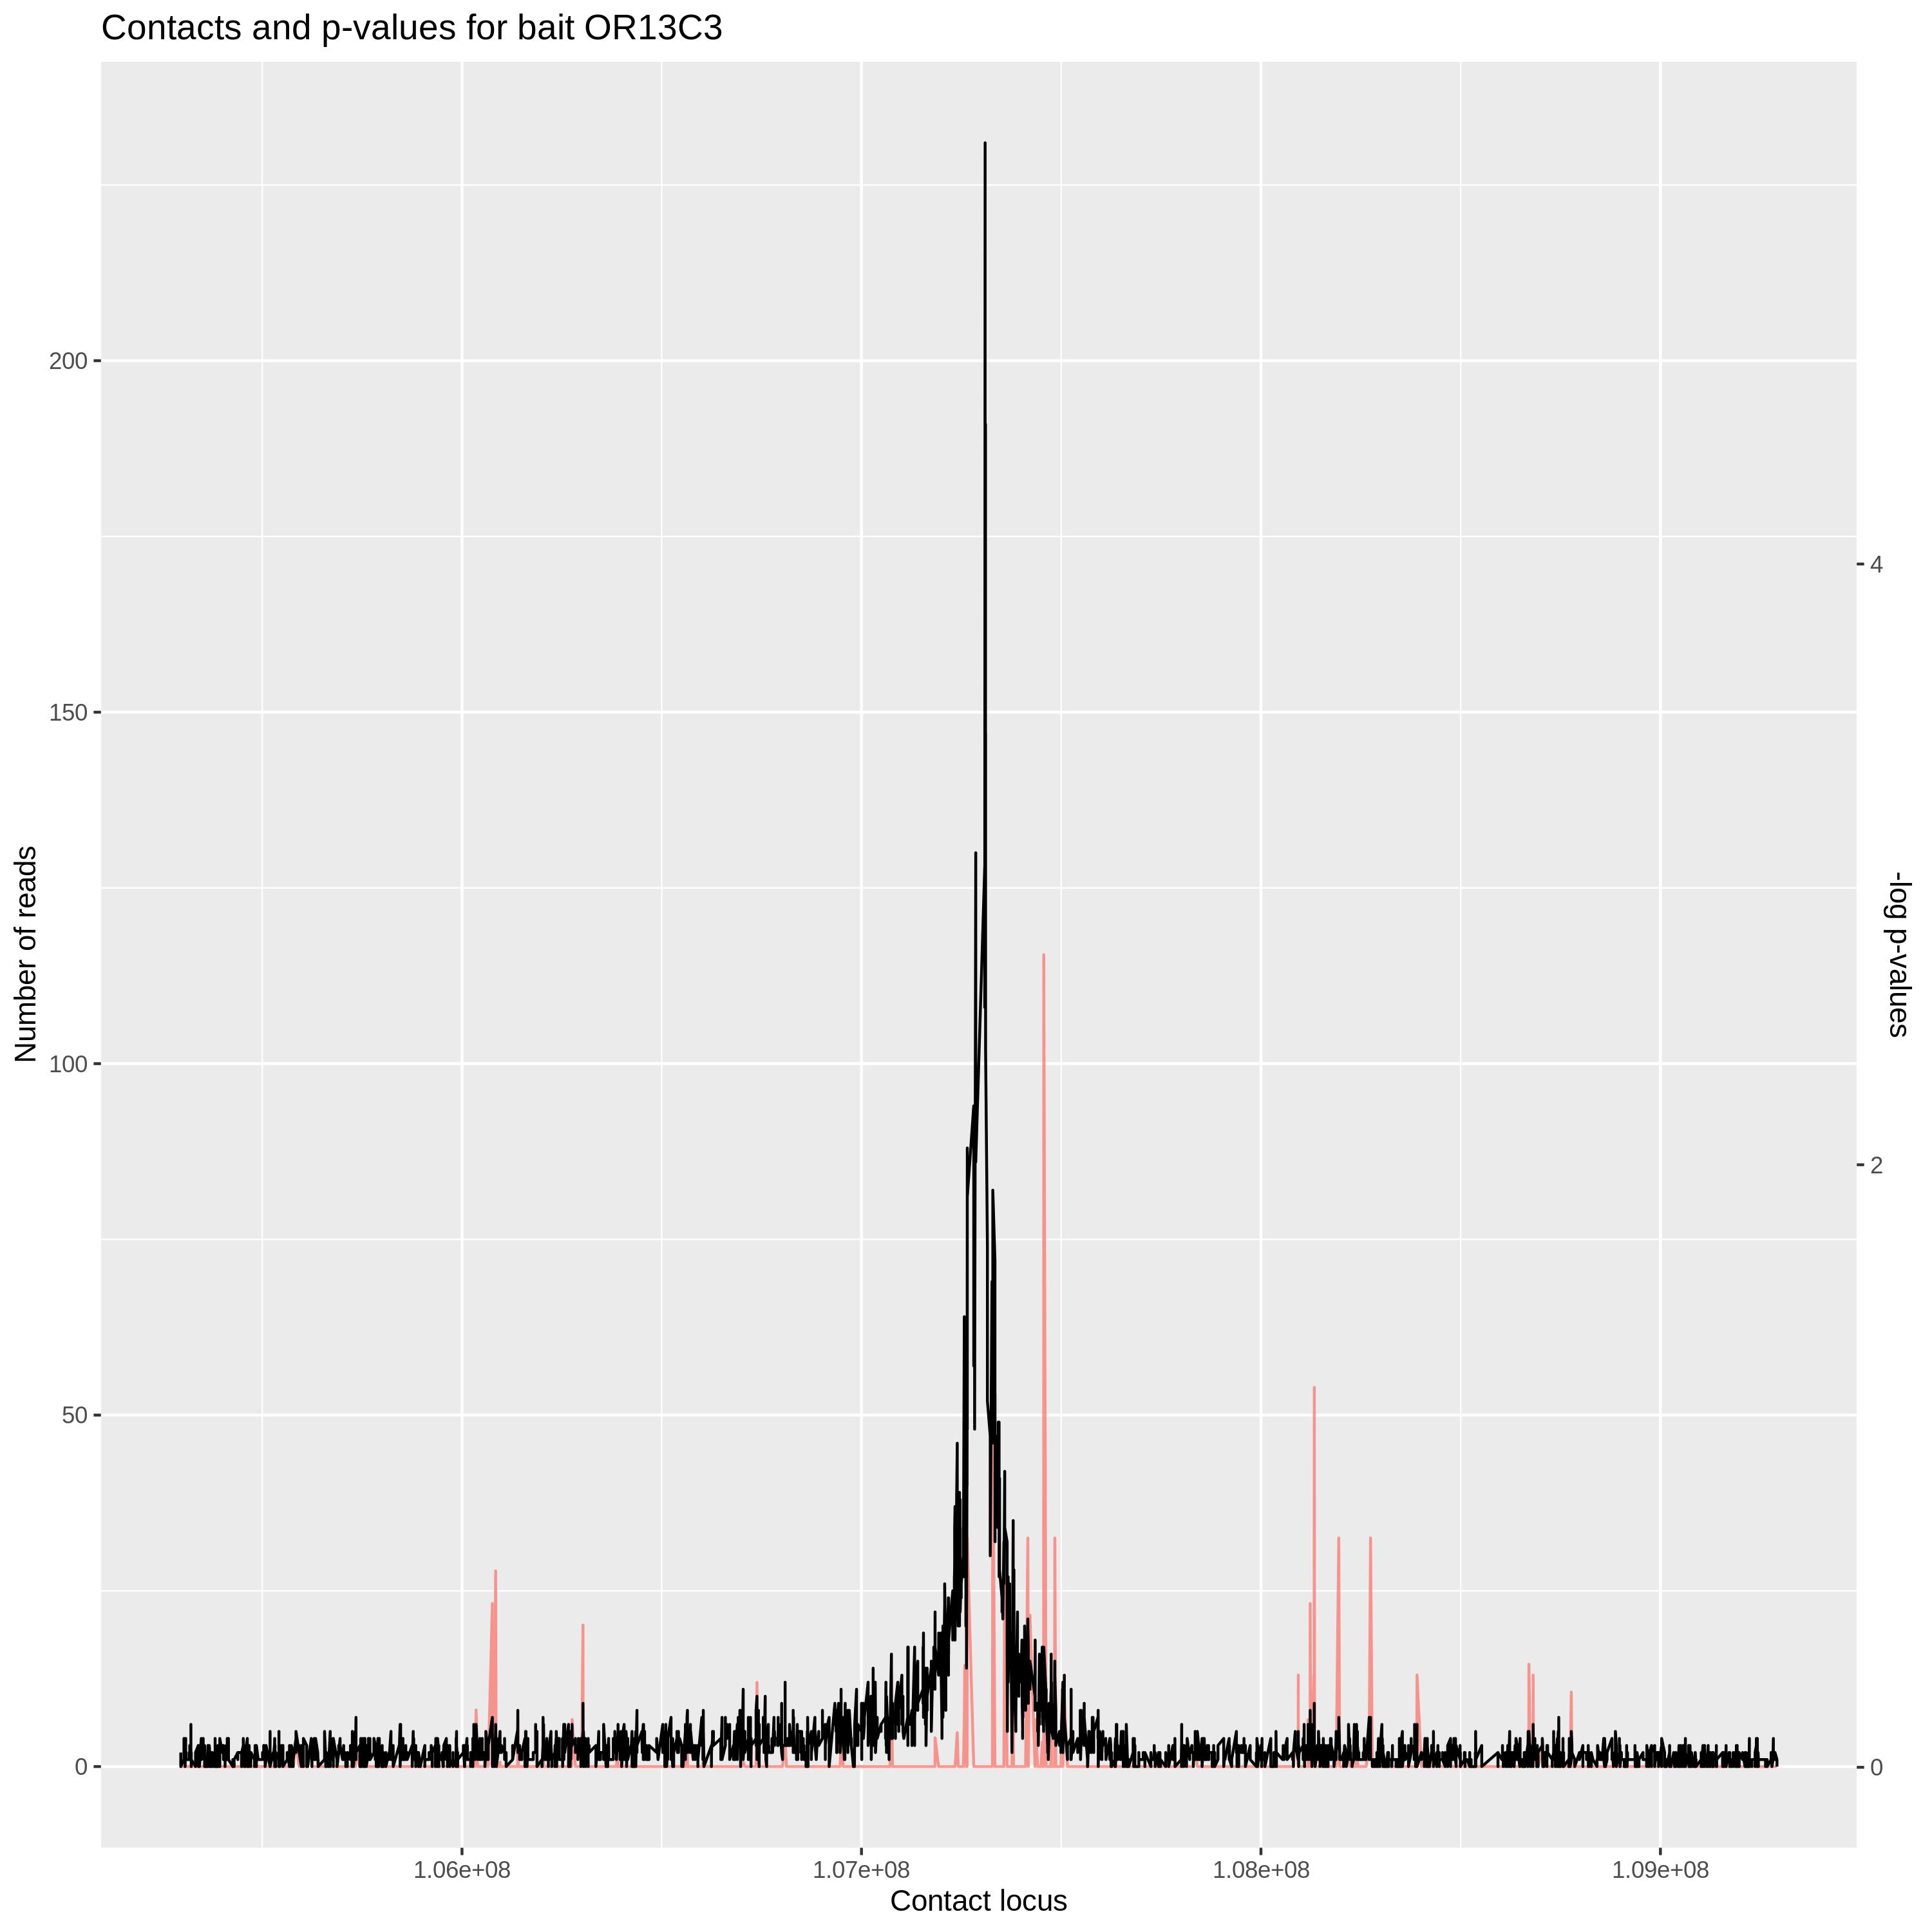 Contacts and p-values for bait OR13C3
Number of reads
200
150
100
50
0
4
2
0
-log p-values
1.06e+08
1.07e+08
1.08e+08
1.09e+08
Contact locus